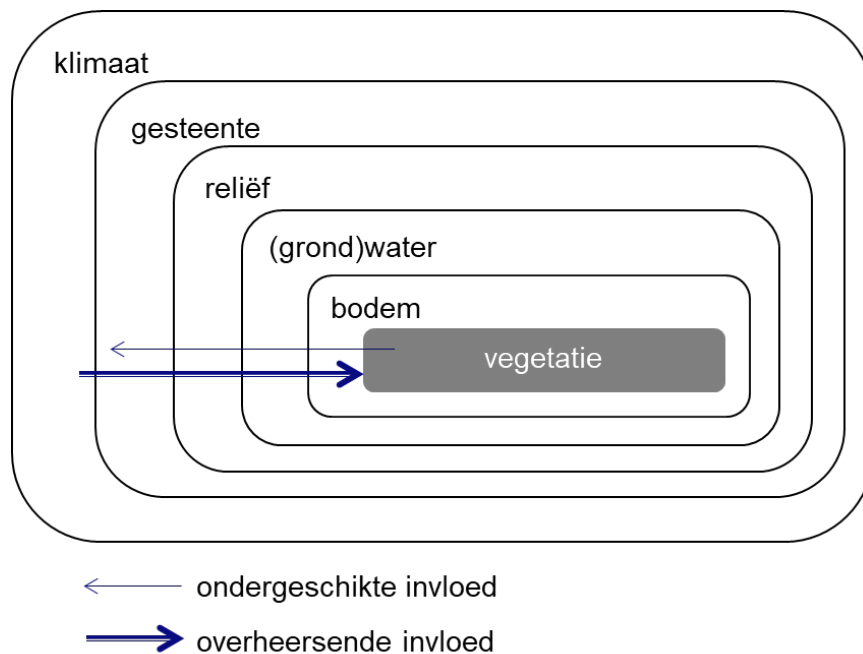 klimaat
gesteente
reliëf
(grond)water
bodem
vegetatie
ondergeschikte invloed
overheersende invloed